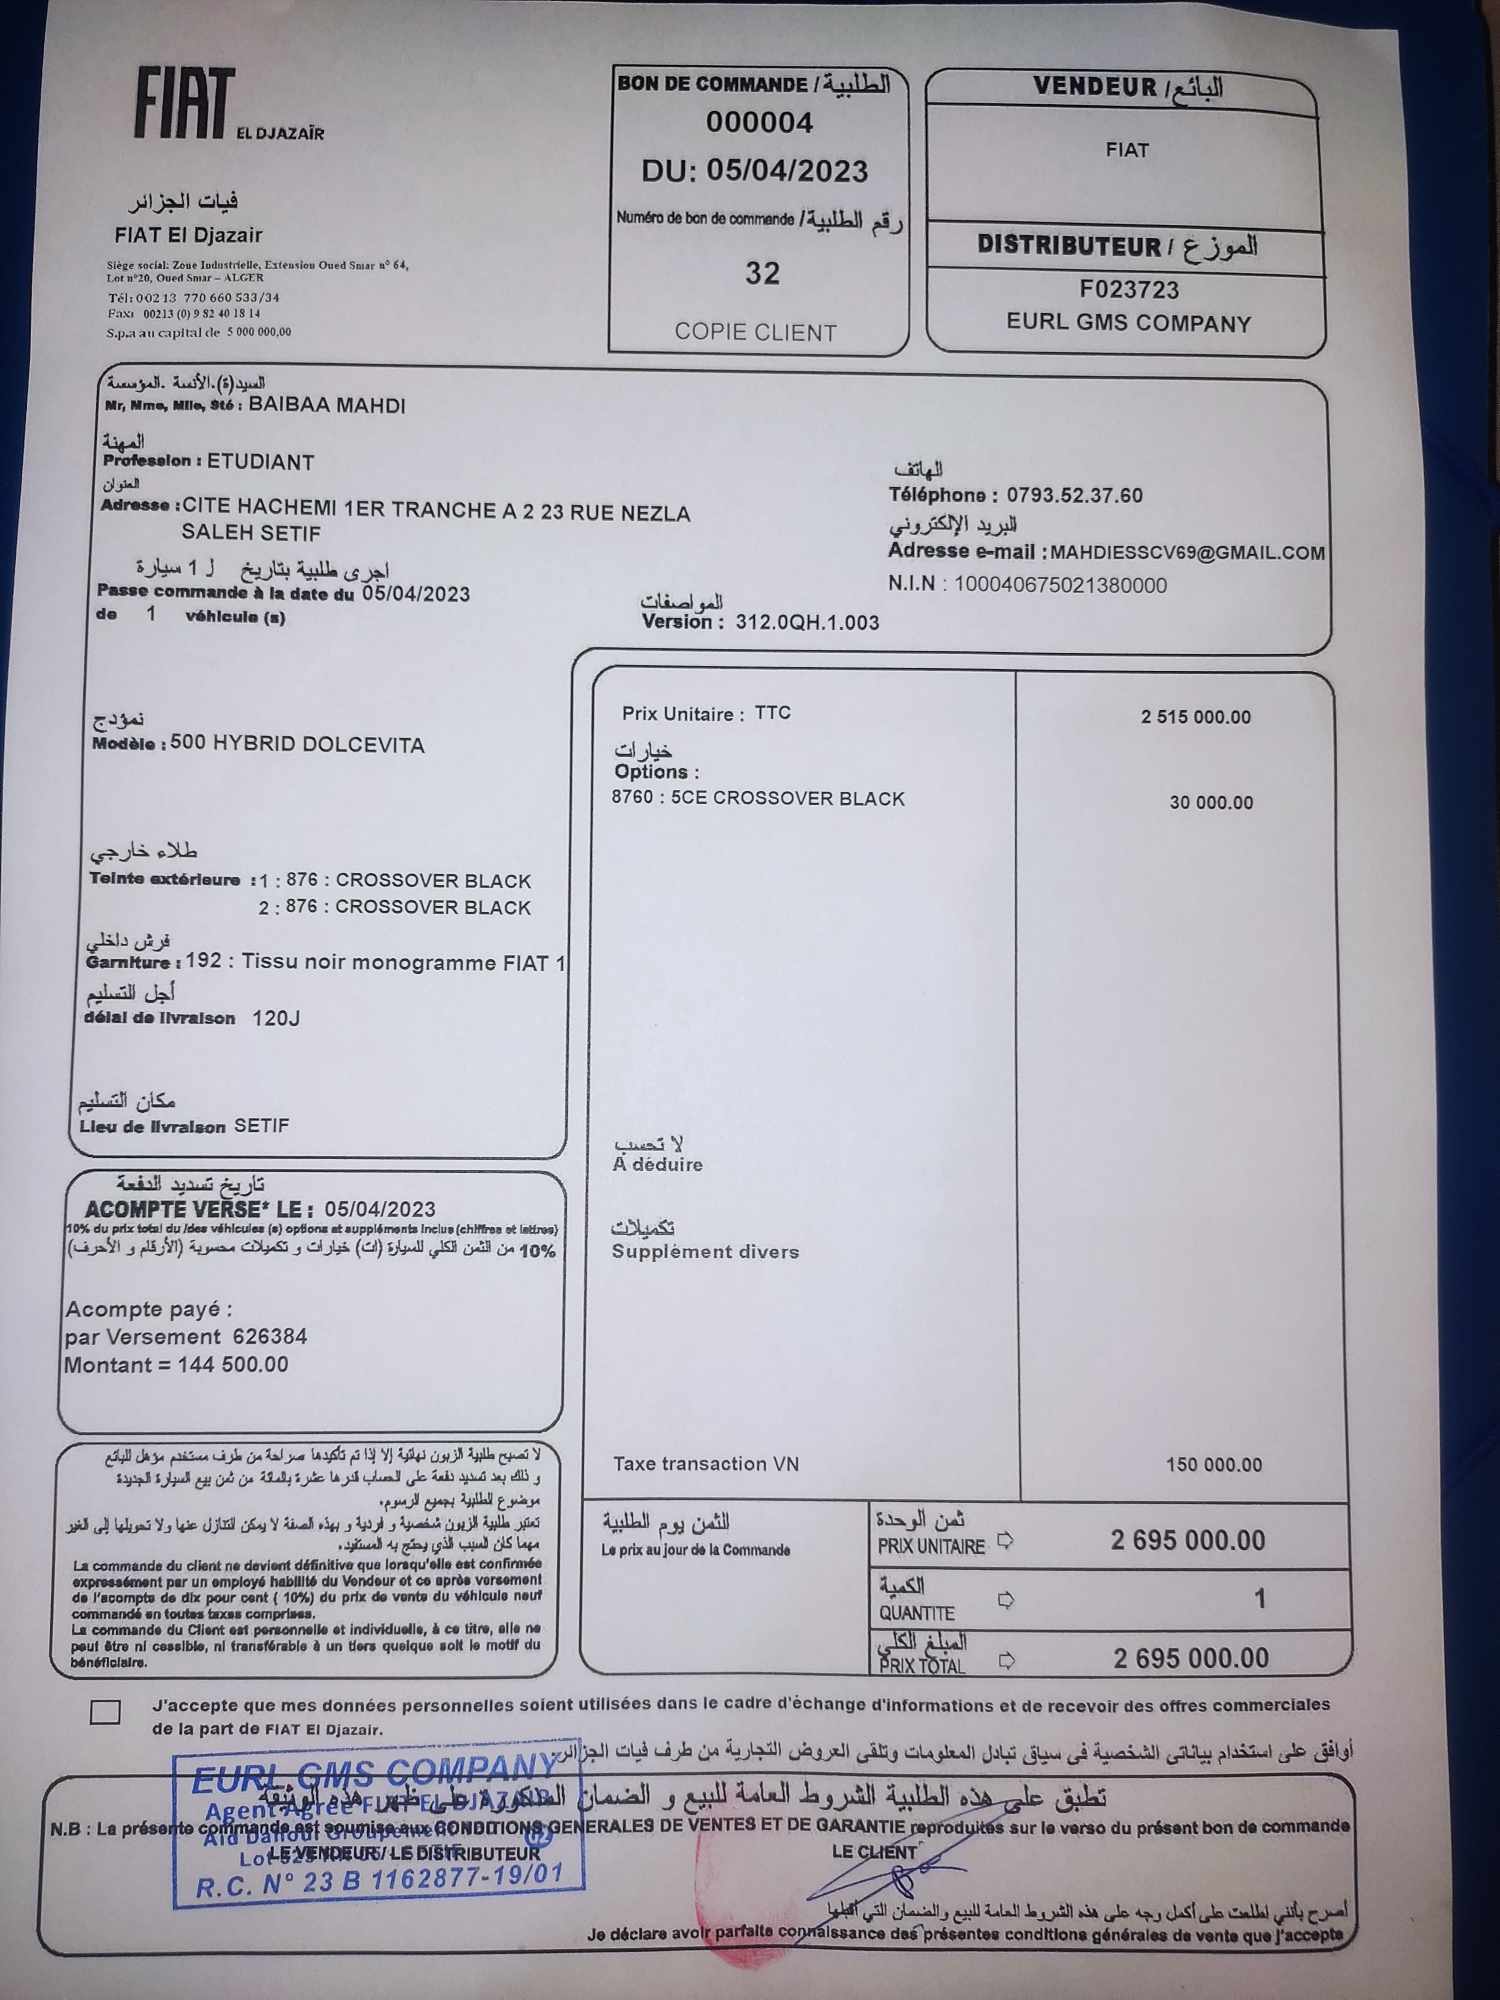 FIAT
EL DJAZAÏR
فيات الجزائر
FIAT El Djazair
Siège social: Zone Industrielle, Extension Oued Smar n° 64,
Lot n°20, Oued Smar – ALGER
Tél: 00213 770 660 533/34
Fax: 00213 (0) 9 82 40 18 14
S.p.a au capital de 5 000 000,00
BON DE COMMANDE / الطلبية
000004
DU: 05/04/2023
Numéro de bon de commande / رقم الطلبية
32
COPIE CLIENT
VENDEUR / البائع
FIAT
DISTRIBUTEUR / الموزع
F023723
EURL GMS COMPANY
السيد(ة).الأنسة .المؤسسة
Mr, Mme, Mlle, Sté : BAIBAA MAHDI
المهنة
Profession : ETUDIANT
العنوان
Adresse : CITE HACHEMI 1ER TRANCHE A 2 23 RUE NEZLA
SALEH SETIF
الهاتف
Téléphone : 0793.52.37.60
البريد الإلكتروني
Adresse e-mail : MAHDIESSCV69@GMAIL.COM
N.I.N : 100040675021380000
اجرى طلبية بتاريخ لـ 1 سيارة
Passe commande à la date du 05/04/2023
de 1 véhicule (s)
المواصفات
Version : 312.0QH.1.003
نموذج
Modèle : 500 HYBRID DOLCEVITA
طلاء خارجي
Teinte extérieure : 1 : 876 : CROSSOVER BLACK
2 : 876 : CROSSOVER BLACK
فرش داخلي
Garniture : 192 : Tissu noir monogramme FIAT 1
أجل التسليم
délai de livraison 120J
مكان التسليم
Lieu de livraison SETIF
Prix Unitaire : TTC 2 515 000.00
خيارات
Options :
8760 : 5CE CROSSOVER BLACK 30 000.00
لا تحسب
A déduire
تكميلات
Supplément divers
Taxe transaction VN 150 000.00
تاريخ تسديد الدفعة
ACOMPTE VERSE* LE : 05/04/2023
10% du prix total du /des véhicules (s) options et suppléments inclus (chiffres et lettres)
10% من الثمن الكلي للسيارة (ات) خيارات و تكميلات محسوبة (الأرقام و الأحرف)
Acompte payé :
par Versement 626384
Montant = 144 500.00
لا تصبح طلبية الزبون نهائية إلا إذا تم تأكيدها صراحة من طرف مستخدم مؤهل للبائع
و ذلك بعد تسديد دفعة على الحساب قدرها عشرة بالمائة من ثمن بيع السيارة الجديدة
موضوع الطلبية بجميع الرسوم.
تعتبر طلبية الزبون شخصية و فردية و بهذه الصفة لا يمكن التنازل عنها ولا تحويلها إلى الغير
مهما كان السبب الذي يحتج به المستفيد.
La commande du client ne devient définitive que lorsqu'elle est confirmée
expressément par un employé habilité du Vendeur et ce après versement
de l'acompte de dix pour cent ( 10%) du prix de vente du véhicule neuf
commandé en toutes taxes comprises.
La commande du Client est personnelle et individuelle, à ce titre, elle ne
peut être ni cessible, ni transférable à un tiers quelque soit le motif du
bénéficiaire.
الثمن يوم الطلبية
Le prix au jour de la Commande
ثمن الوحدة
PRIX UNITAIRE ⇨ 2 695 000.00
الكمية
QUANTITE ⇨ 1
المبلغ الكلي
PRIX TOTAL ⇨ 2 695 000.00
J'accepte que mes données personnelles soient utilisées dans le cadre d'échange d'informations et de recevoir des offres commerciales
de la part de FIAT El Djazair.
أوافق على استخدام بياناتي الشخصية في سياق تبادل المعلومات وتلقي العروض التجارية من طرف فيات الجزائر
تطبق على هذه الطلبية الشروط العامة للبيع و الضمان المذكورة على ظهر هذه الوثيقة
N.B : La présente commande est soumise aux CONDITIONS GENERALES DE VENTES ET DE GARANTIE reproduites sur le verso du présent bon de commande
LE VENDEUR / LE DISTRIBUTEUR
LE CLIENT
EURL GMS COMPANY
Agent Agréé FIAT EL DJAZAIR
R.C. N° 23 B 1162877-19/01
اصرح بأنني اطلعت على أكمل وجه على هذه الشروط العامة للبيع والضمان التي أقبلها
Je déclare avoir parfaite connaissance des présentes conditions générales de vente que j'accepte